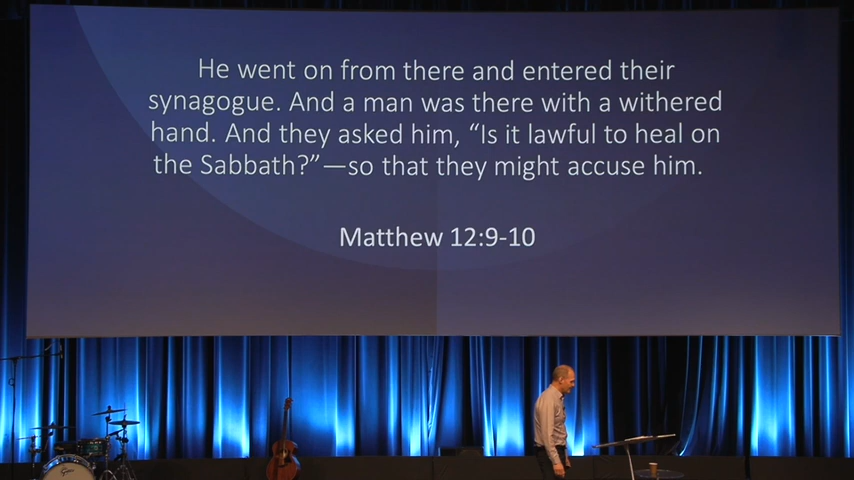 He went on from there and entered their
synagogue. And a man was there with a withered
hand. And they asked him, “Is it lawful to heal on
the Sabbath?”—so that they might accuse him.
Matthew 12:9-10